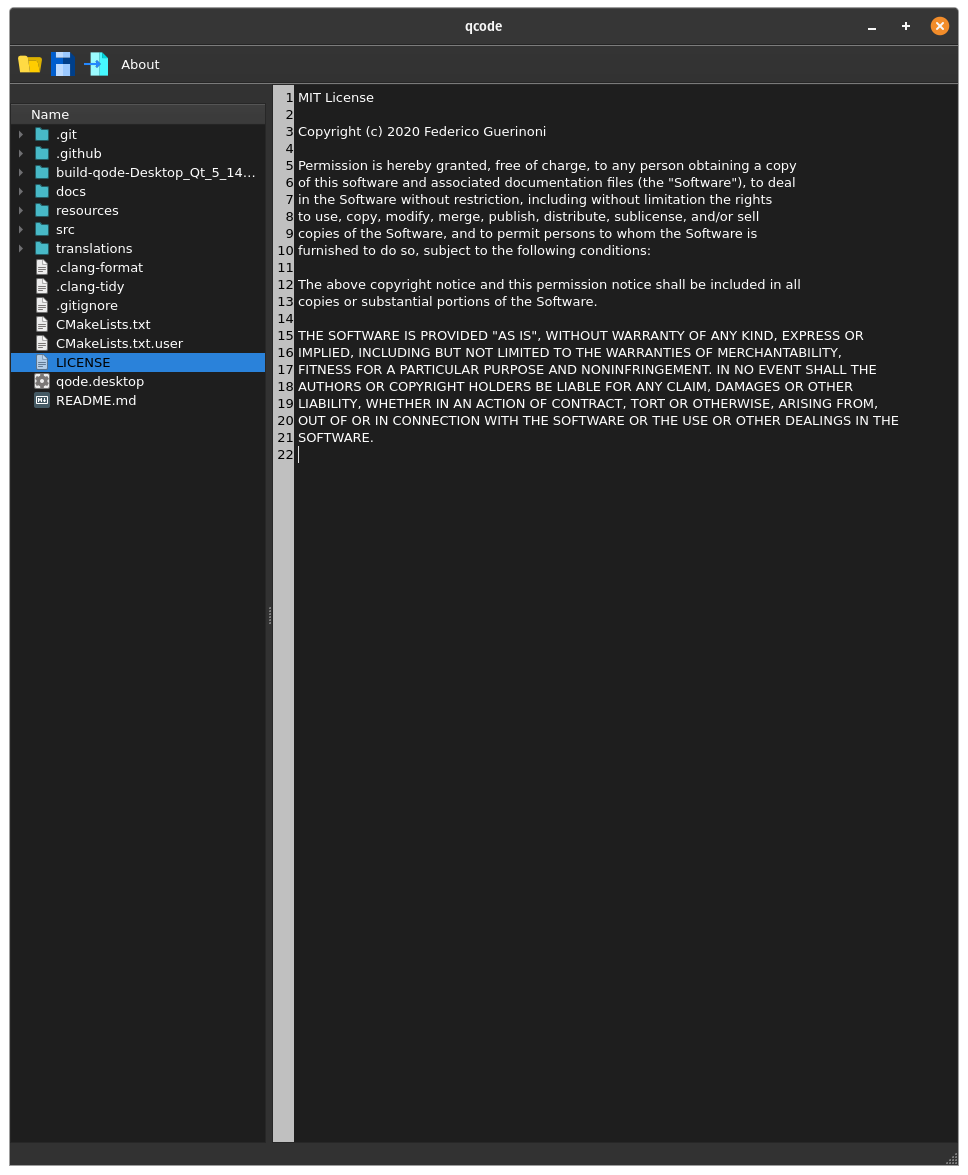 qcode
About
Name
.git
.github
build-qode-Desktop_Qt_5_14...
docs
resources
src
translations
.clang-format
.clang-tidy
.gitignore
CMakeLists.txt
CMakeLists.txt.user
LICENSE
qode.desktop
README.md
1 MIT License
2
3 Copyright (c) 2020 Federico Guerinoni
4
5 Permission is hereby granted, free of charge, to any person obtaining a copy
6 of this software and associated documentation files (the "Software"), to deal
7 in the Software without restriction, including without limitation the rights
8 to use, copy, modify, merge, publish, distribute, sublicense, and/or sell
9 copies of the Software, and to permit persons to whom the Software is
10 furnished to do so, subject to the following conditions:
11
12 The above copyright notice and this permission notice shall be included in all
13 copies or substantial portions of the Software.
14
15 THE SOFTWARE IS PROVIDED "AS IS", WITHOUT WARRANTY OF ANY KIND, EXPRESS OR
16 IMPLIED, INCLUDING BUT NOT LIMITED TO THE WARRANTIES OF MERCHANTABILITY,
17 FITNESS FOR A PARTICULAR PURPOSE AND NONINFRINGEMENT. IN NO EVENT SHALL THE
18 AUTHORS OR COPYRIGHT HOLDERS BE LIABLE FOR ANY CLAIM, DAMAGES OR OTHER
19 LIABILITY, WHETHER IN AN ACTION OF CONTRACT, TORT OR OTHERWISE, ARISING FROM,
20 OUT OF OR IN CONNECTION WITH THE SOFTWARE OR THE USE OR OTHER DEALINGS IN THE
21 SOFTWARE.
22